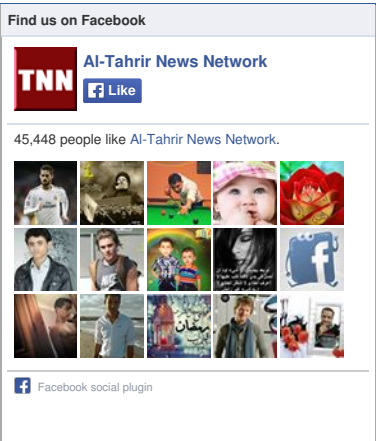 Find us on Facebook
TNN
Al-Tahrir News Network
Like
45,448 people like Al-Tahrir News Network.
Facebook social plugin